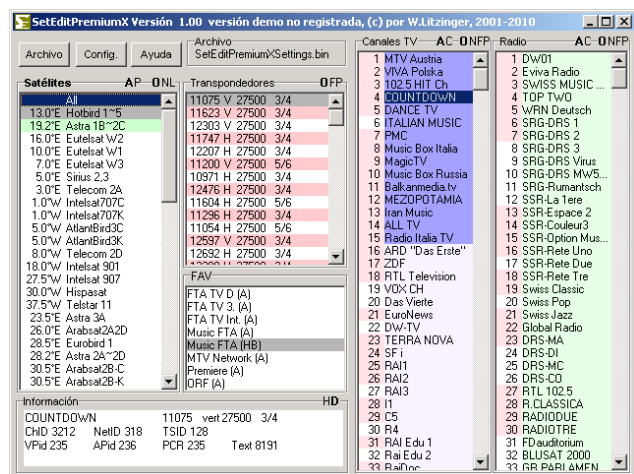 SetEditPremiumX Versión 1.00 versión demo no registrada, (c) por W.Litzinger, 2001-2010
Archivo Config. Ayuda
Archivo
SetEditPremiumXSettings.bin
Satélites AP ONL
All
13.0°E Hotbird 1~5
19.2°E Astra 1B~2C
16.0°E Eutelsat W2
10.0°E Eutelsat W1
7.0°E Eutelsat W3
5.0°E Sirius 2,3
3.0°E Telecom 2A
1.0°W Intelsat707C
1.0°W Intelsat707K
5.0°W AtlantBird3C
5.0°W AtlantBird3K
8.0°W Telecom 2D
18.0°W Intelsat 901
27.5°W Intelsat 907
30.0°W Hispasat
37.5°W Telstar 11
23.5°E Astra 3A
26.0°E Arabsat2A2D
28.5°E Eurobird 1
28.2°E Astra 2A~2D
30.5°E Arabsat2B-C
30.5°E Arabsat2B-K
Transpondedores OFP
11075 V 27500 3/4
11623 V 27500 3/4
12303 V 27500 3/4
11747 H 27500 3/4
12207 H 27500 3/4
11200 V 27500 5/6
10971 H 27500 3/4
12476 H 27500 3/4
11604 H 27500 5/6
11296 H 27500 3/4
11054 H 27500 5/6
12597 V 27500 3/4
12692 H 27500 3/4
FAV
FTA TV D (A)
FTA TV 3. (A)
FTA TV Int. (A)
Music FTA (A)
Music FTA (HB)
MTV Network (A)
Premiere (A)
ORF (A)
Información HD
COUNTDOWN 11075 vert 27500 3/4
ChID 3212 NetID 318 TSID 128
VPid 235 APid 236 PCR 235 Text 8191
Canales TV AC ONFP
1 MTV Austria
2 VIVA Polska
3 102.5 HIT Ch
4 COUNTDOWN
5 DANCE TV
6 ITALIAN MUSIC
7 PMC
8 Music Box Italia
9 MagicTV
10 Music Box Russia
11 Balkanmedia.tv
12 MEZOPOTAMIA
13 Iran Music
14 ALL TV
15 Radio Italia TV
16 ARD "Das Erste"
17 ZDF
18 RTL Television
19 VOX CH
20 Das Vierte
21 EuroNews
22 DW-TV
23 TERRA NOVA
24 SF i
25 RAI1
26 RAI2
27 RAI3
28 I1
29 C5
30 R4
31 RAI Edu 1
32 Rai Edu 2
33 RaiDoc
Radio AC ONFP
1 DW01
2 Eviva Radio
3 SWISS MUSIC ...
4 TOP TWO
5 WRN Deutsch
6 SRG-DRS 1
7 SRG-DRS 2
8 SRG-DRS 3
9 SRG-DRS Virus
10 SRG-DRS MW5...
11 SRG-Rumantsch
12 SSR-La 1ere
13 SSR-Espace 2
14 SSR-Couleur3
15 SSR-Option Mus...
16 SSR-Rete Uno
17 SSR-Rete Due
18 SSR-Rete Tre
19 Swiss Classic
20 Swiss Pop
21 Swiss Jazz
22 Global Radio
23 DRS-MA
24 DRS-DI
25 DRS-MC
26 DRS-CO
27 RTL 102.5
28 R.CLASSICA
29 RADIODUE
30 RADIOTRE
31 FDauditorium
32 BLUSAT 2000
33 GR PARLAMEN